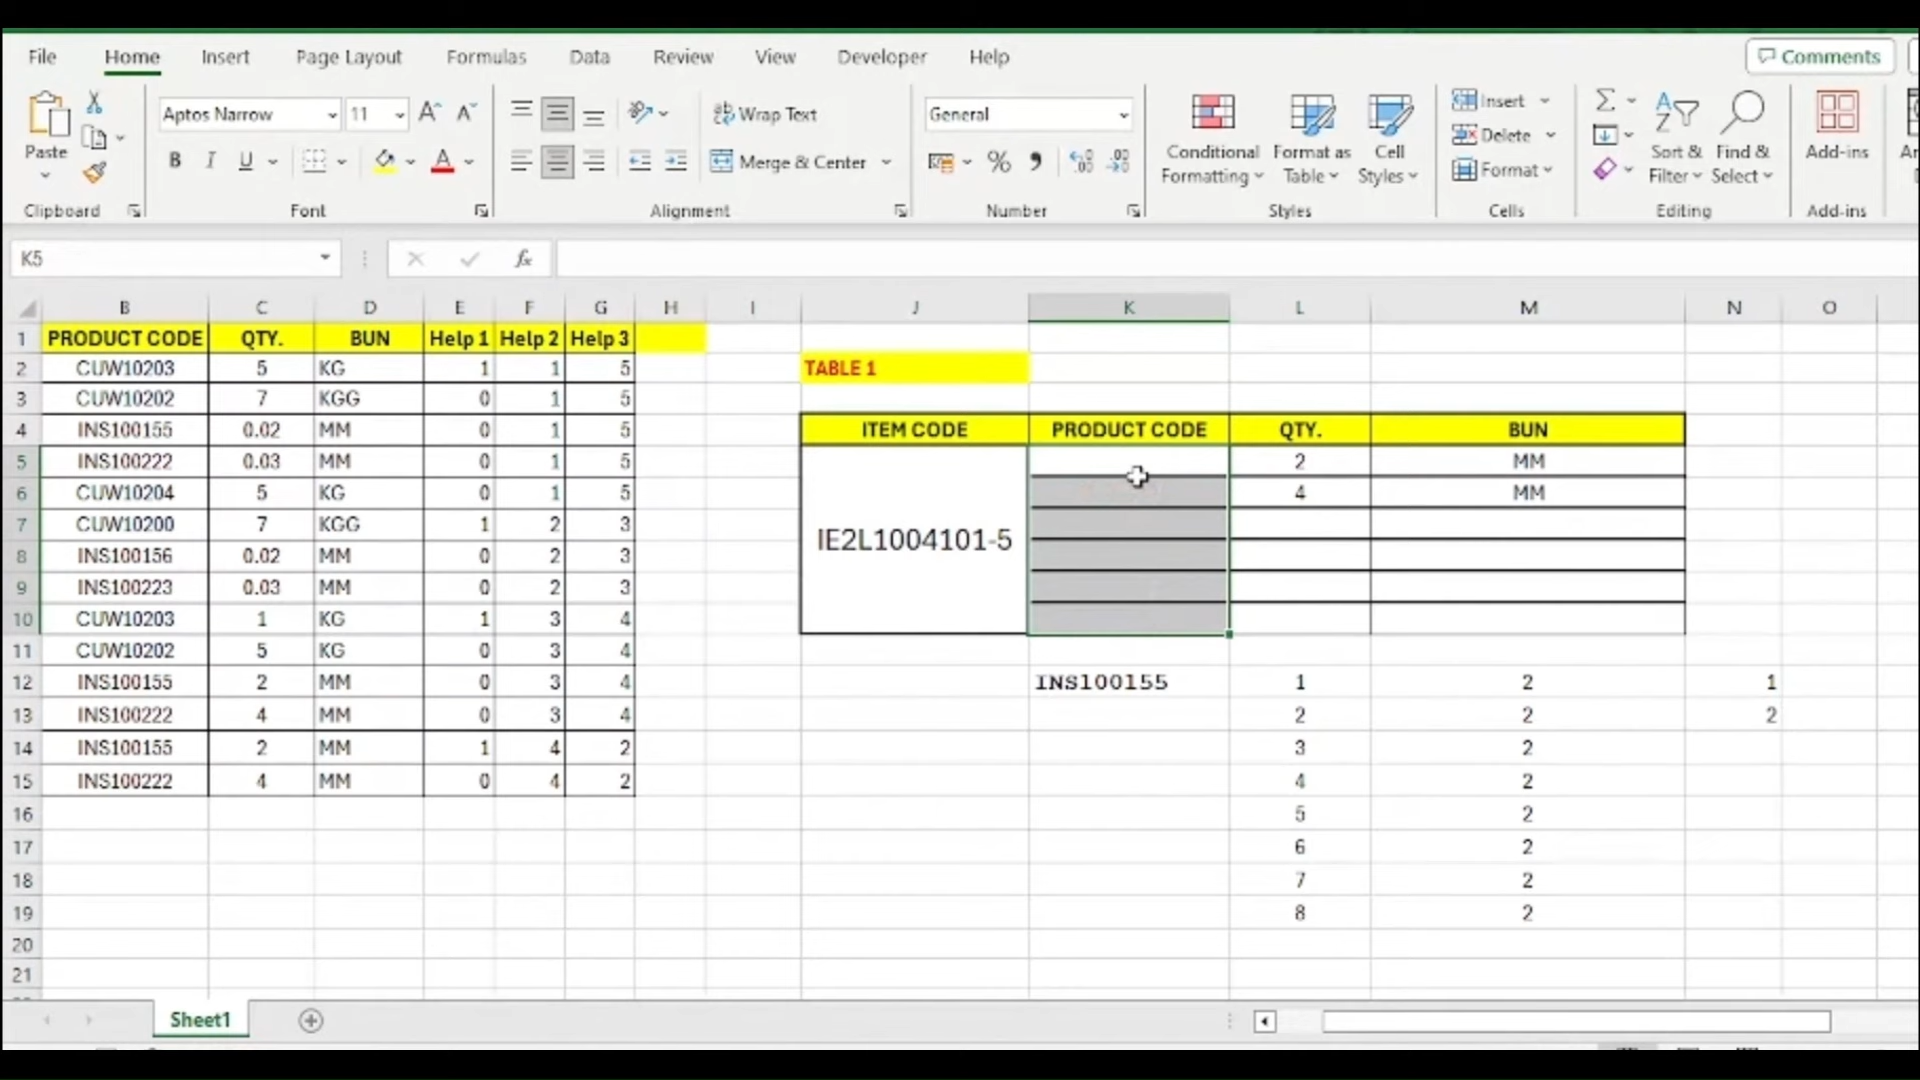 File Home Insert Page Layout Formulas Data Review View Developer Help Comments
Aptos Narrow 11 Wrap Text General Insert
Paste B I U Merge & Center % Conditional Formatting Format as Table Cell Styles Delete Format Sort & Filter Find & Select Add-ins
Clipboard Font Alignment Number Styles Cells Editing Add-ins
K5 fx
B C D E F G H I J K L M N O
1 PRODUCT CODE QTY. BUN Help 1 Help 2 Help 3
2 CUW10203 5 KG 1 1 5 TABLE 1
3 CUW10202 7 KGG 0 1 5
4 INS100155 0.02 MM 0 1 5 ITEM CODE PRODUCT CODE QTY. BUN
5 INS100222 0.03 MM 0 1 5 2 MM
6 CUW10204 5 KG 0 1 5 4 MM
7 CUW10200 7 KGG 1 2 3 IE2L1004101-5
8 INS100156 0.02 MM 0 2 3
9 INS100223 0.03 MM 0 2 3
10 CUW10203 1 KG 1 3 4
11 CUW10202 5 KG 0 3 4
12 INS100155 2 MM 0 3 4 INS100155 1 2 1
13 INS100222 4 MM 0 3 4 2 2 2
14 INS100155 2 MM 1 4 2 3 2
15 INS100222 4 MM 0 4 2 4 2
16 5 2
17 6 2
18 7 2
19 8 2
20
21
Sheet1